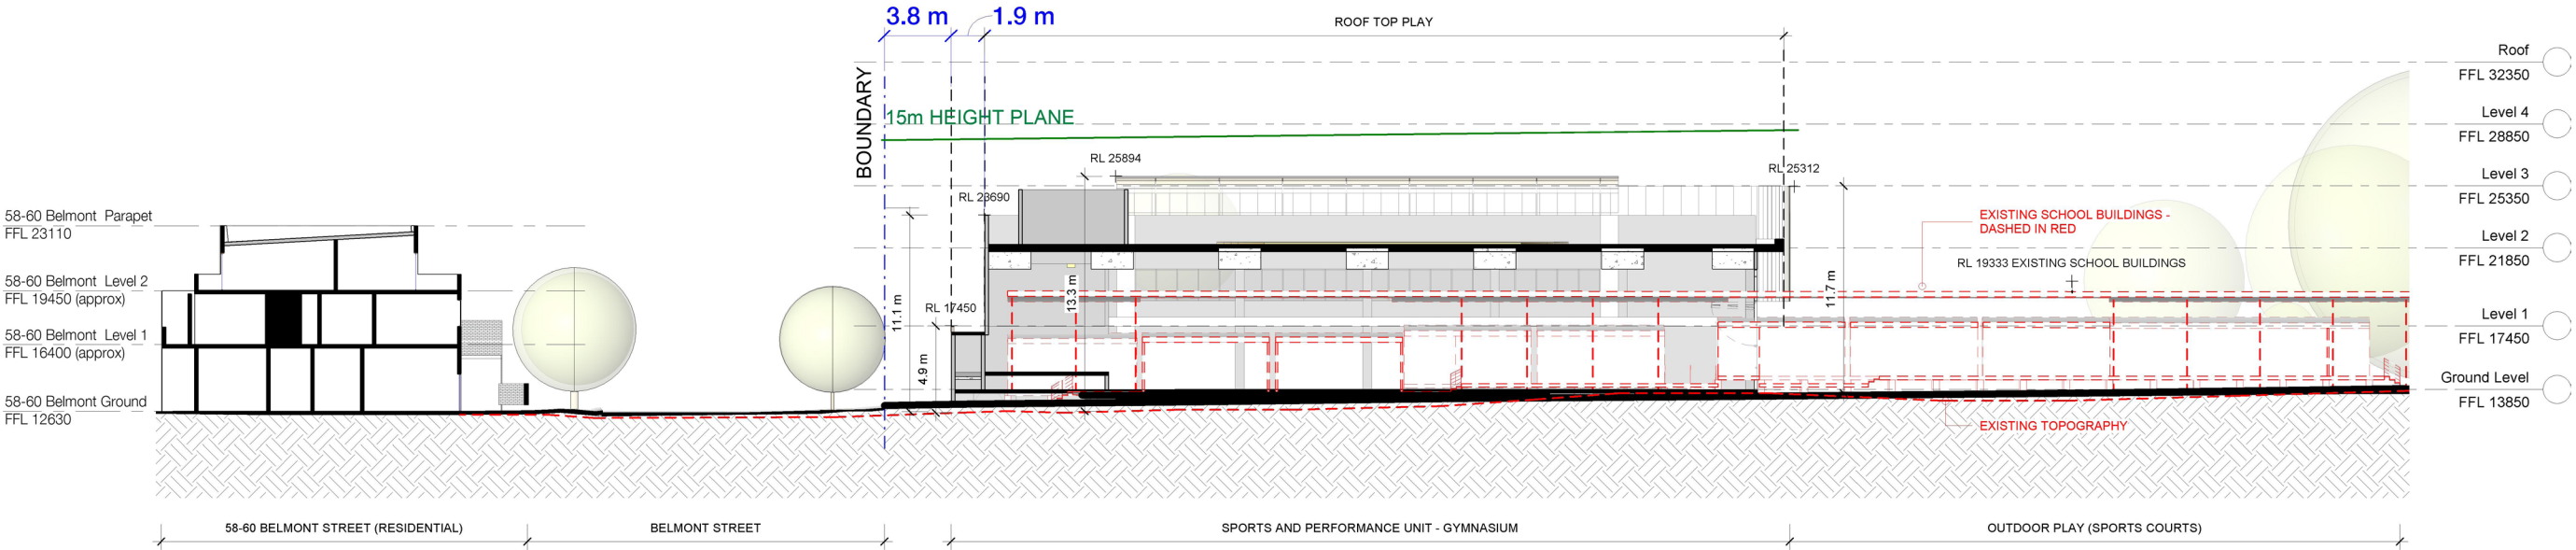 3.8 m
1.9 m
ROOF TOP PLAY
BOUNDARY
15m HEIGHT PLANE
Roof
FFL 32350
Level 4
FFL 28850
Level 3
FFL 25350
Level 2
FFL 21850
Level 1
FFL 17450
Ground Level
FFL 13850
RL 25894
RL 25312
RL 23690
RL 17450
11.1 m
4.9 m
13.3 m
11.7 m
EXISTING SCHOOL BUILDINGS -
DASHED IN RED
RL 19333 EXISTING SCHOOL BUILDINGS
EXISTING TOPOGRAPHY
58-60 Belmont Parapet
FFL 23110
58-60 Belmont Level 2
FFL 19450 (approx)
58-60 Belmont Level 1
FFL 16400 (approx)
58-60 Belmont Ground
FFL 12630
58-60 BELMONT STREET (RESIDENTIAL)
BELMONT STREET
SPORTS AND PERFORMANCE UNIT - GYMNASIUM
OUTDOOR PLAY (SPORTS COURTS)